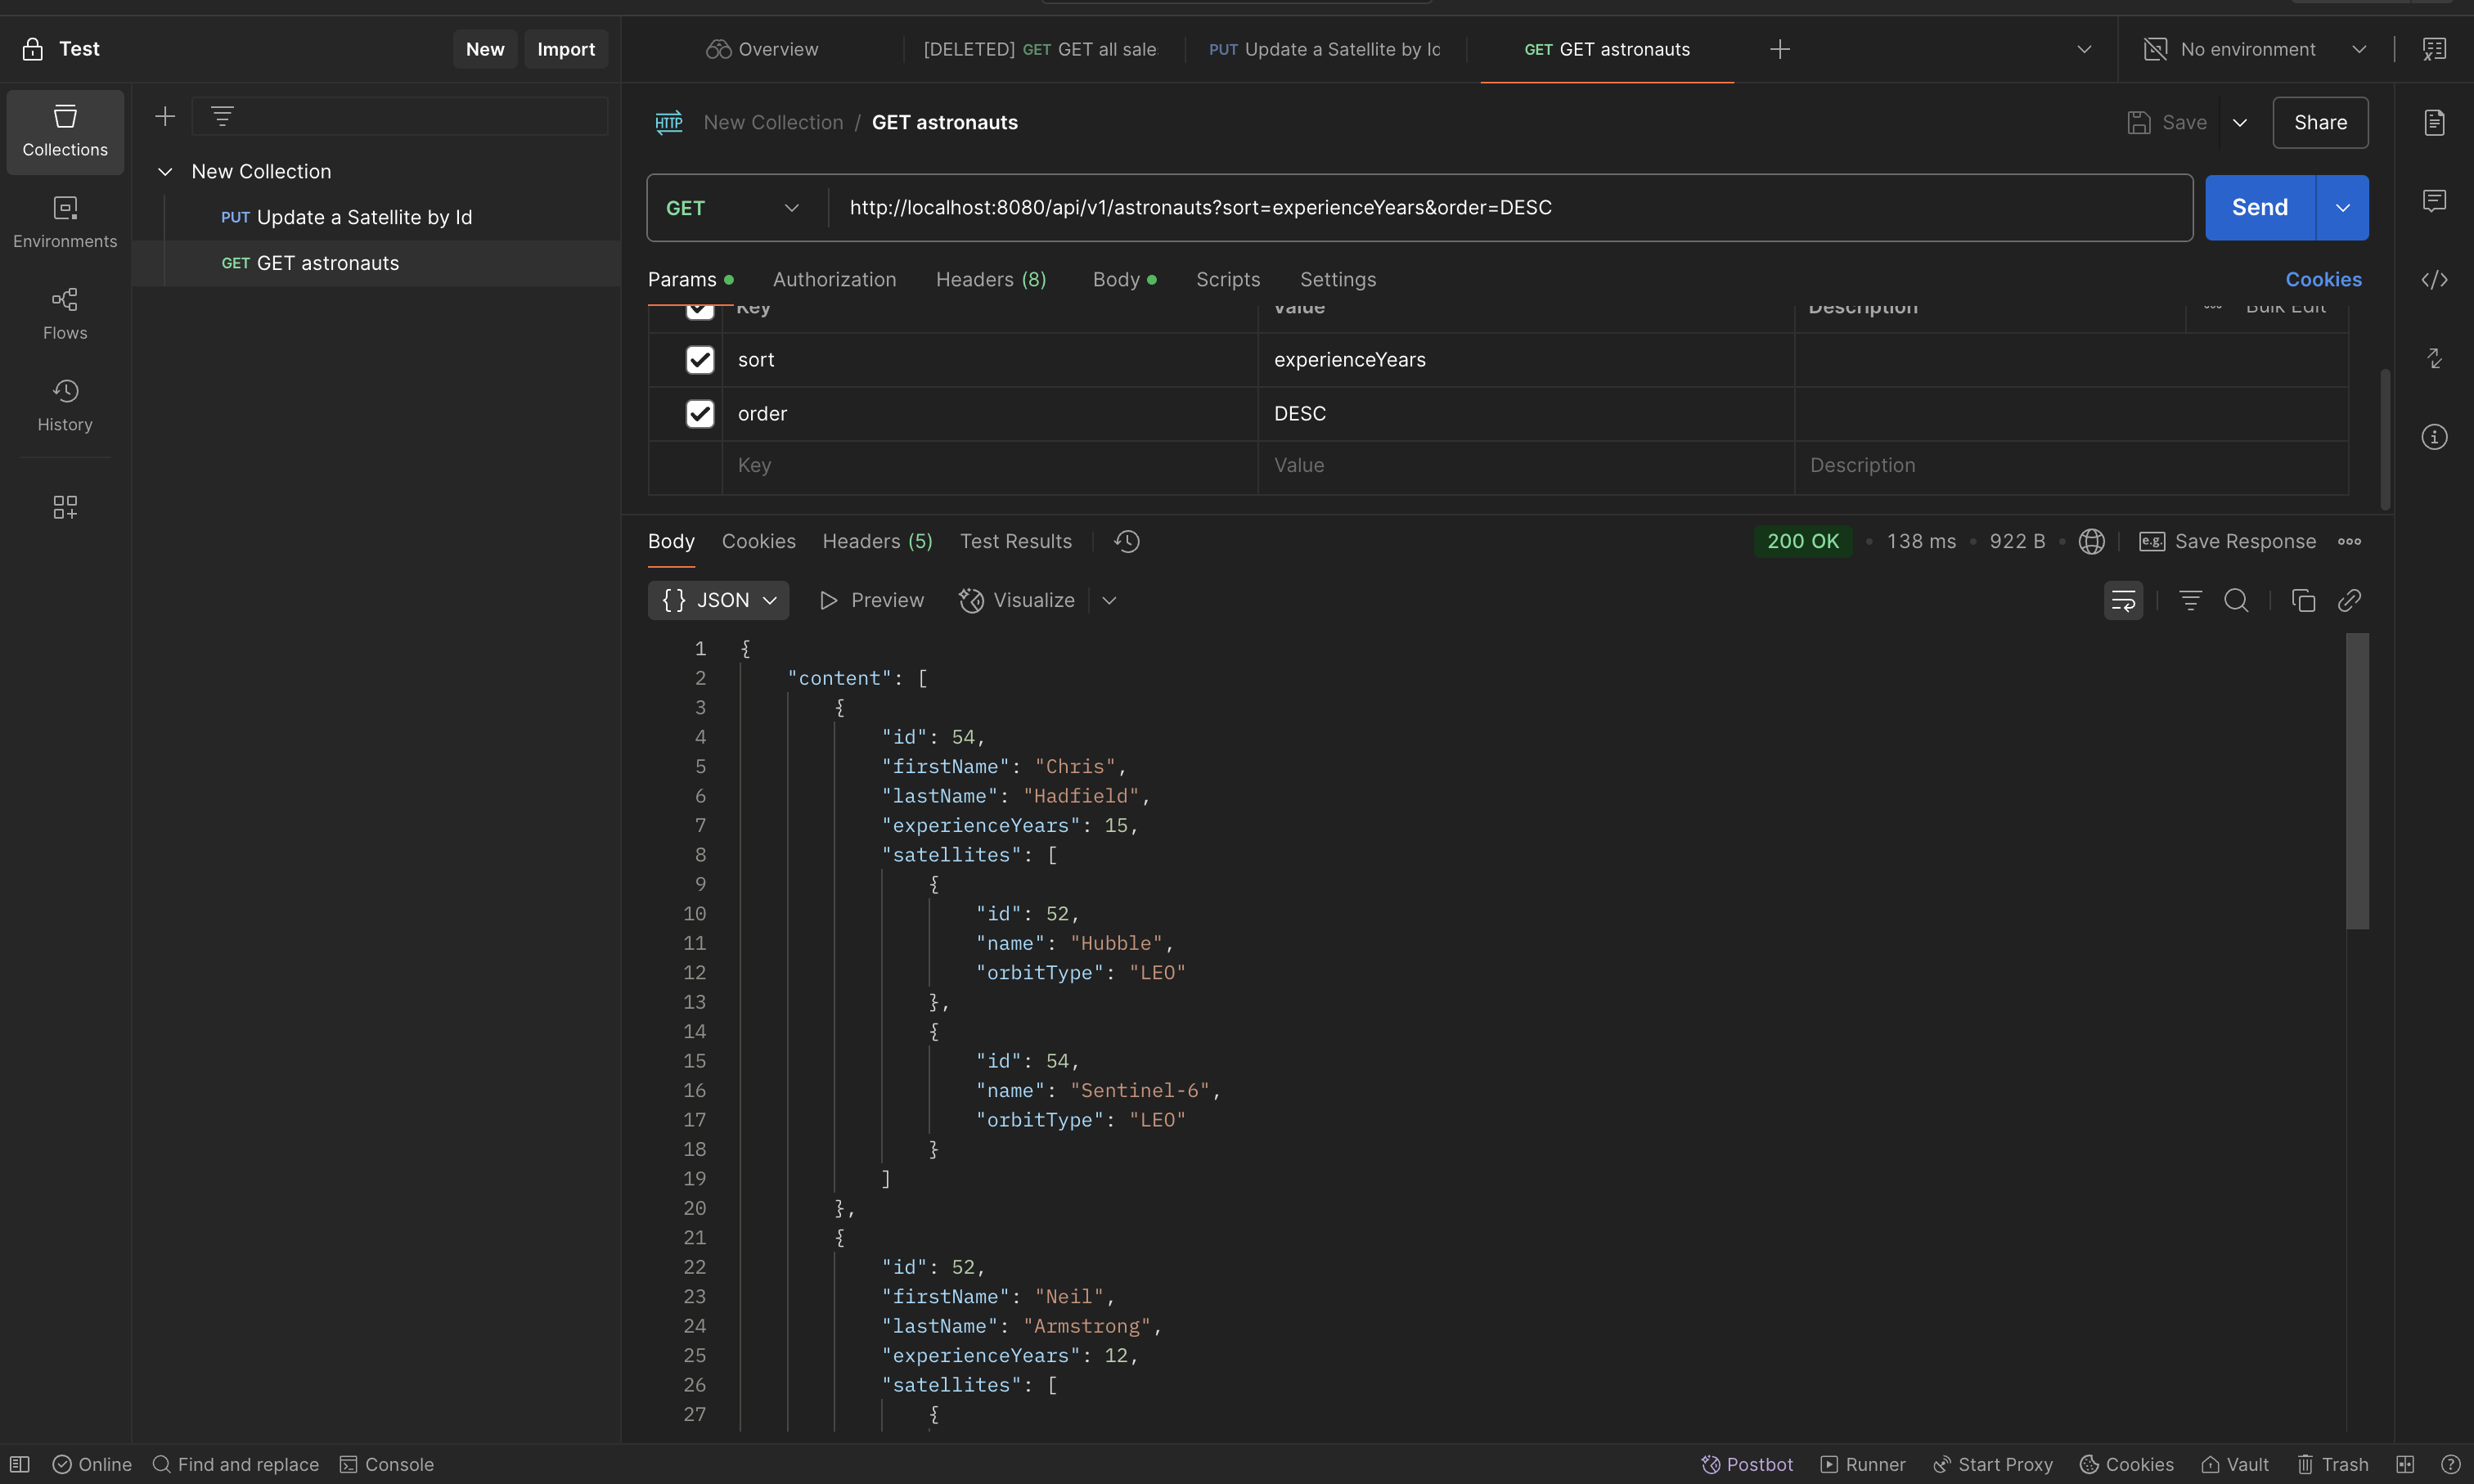 Test
New
Import
Overview
[DELETED] GET GET all sale
PUT Update a Satellite by Id
GET GET astronauts
No environment
Collections
Environments
Flows
History
New Collection
PUT Update a Satellite by Id
GET GET astronauts
HTTP New Collection / GET astronauts
Save
Share
GET http://localhost:8080/api/v1/astronauts?sort=experienceYears&order=DESC
Send
Params Authorization Headers (8) Body Scripts Settings Cookies
Key Value Description Bulk Edit
sort experienceYears
order DESC
Key Value Description
Body Cookies Headers (5) Test Results
200 OK • 138 ms • 922 B • e.g. Save Response
{} JSON Preview Visualize
1 {
2 "content": [
3 {
4 "id": 54,
5 "firstName": "Chris",
6 "lastName": "Hadfield",
7 "experienceYears": 15,
8 "satellites": [
9 {
10 "id": 52,
11 "name": "Hubble",
12 "orbitType": "LEO"
13 },
14 {
15 "id": 54,
16 "name": "Sentinel-6",
17 "orbitType": "LEO"
18 }
19 ]
20 },
21 {
22 "id": 52,
23 "firstName": "Neil",
24 "lastName": "Armstrong",
25 "experienceYears": 12,
26 "satellites": [
27 {
Online Find and replace Console Postbot Runner Start Proxy Cookies Vault Trash